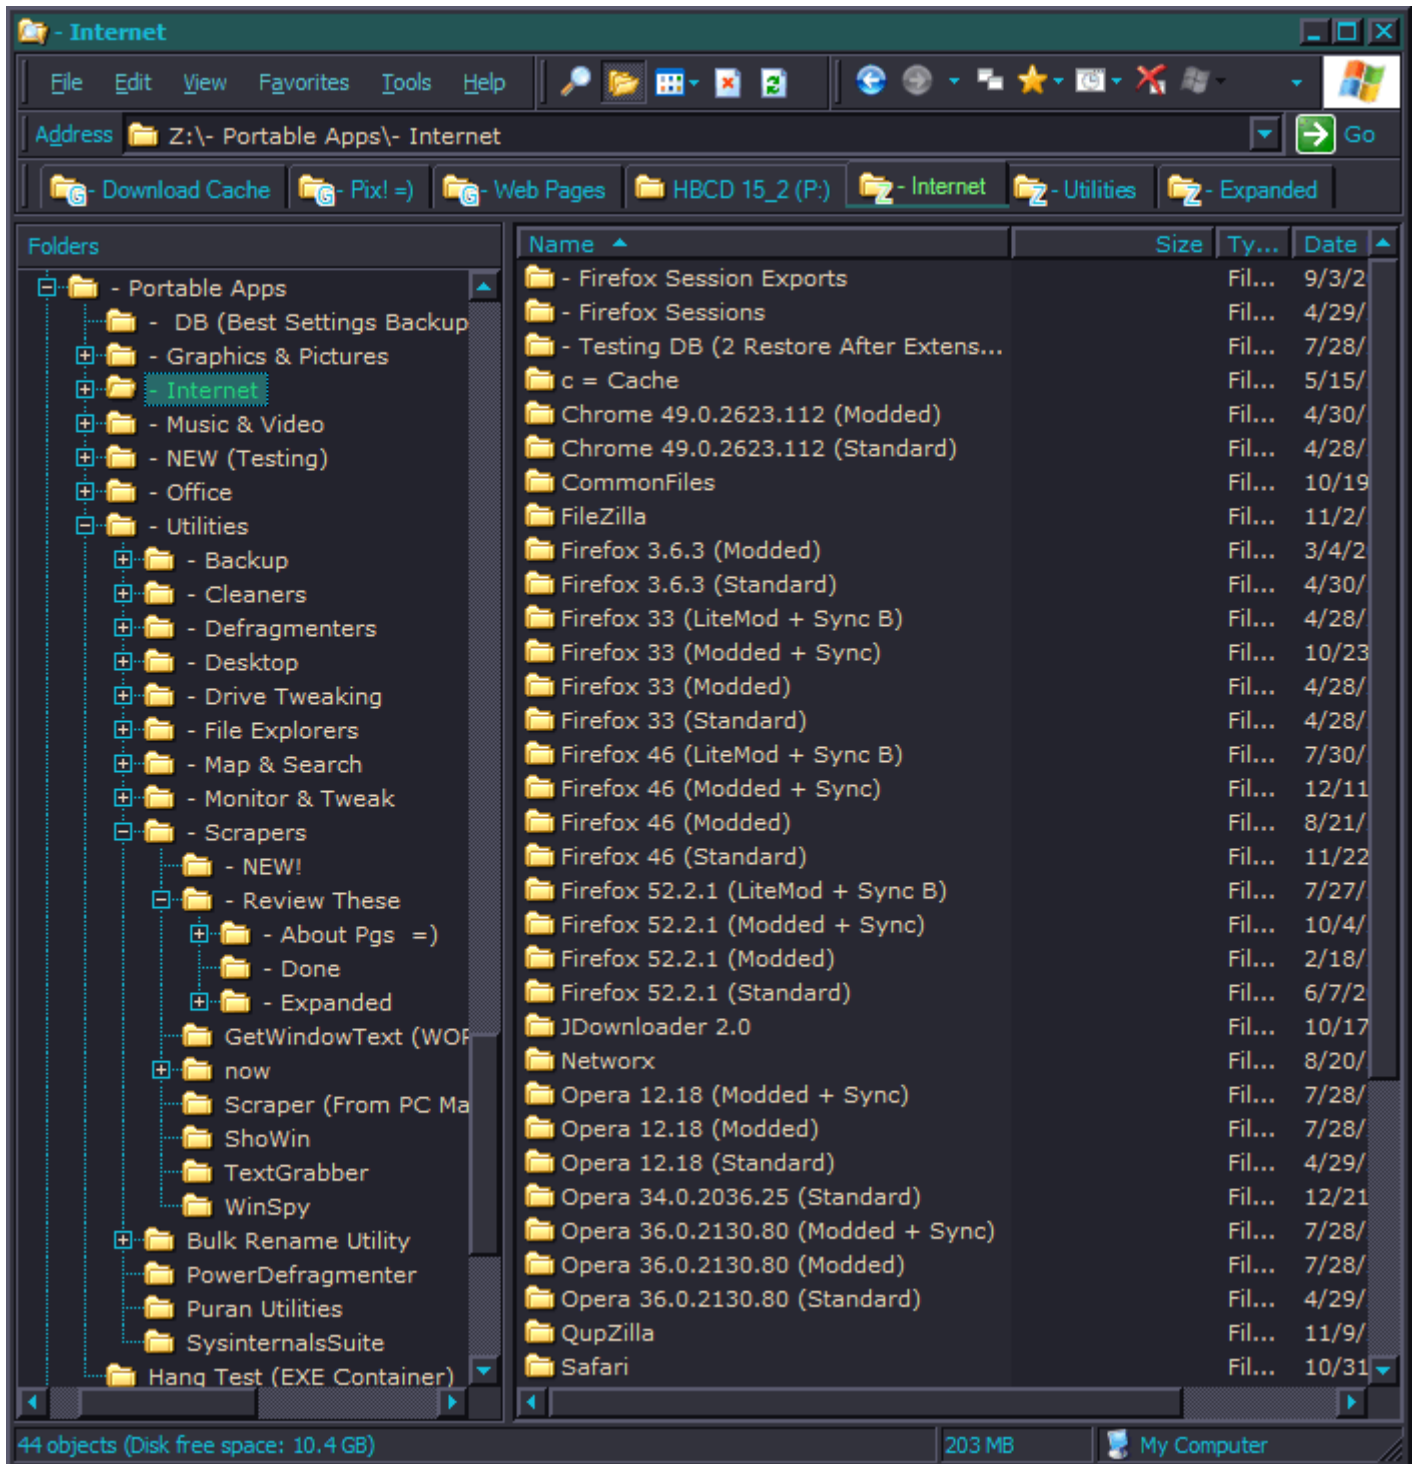 - Internet
File Edit View Favorites Tools Help
Address Z:\- Portable Apps\- Internet Go
- Download Cache - Pix! =) - Web Pages HBCD 15_2 (P:) - Internet - Utilities - Expanded
Folders
- Portable Apps
- DB (Best Settings Backup
- Graphics & Pictures
- Internet
- Music & Video
- NEW (Testing)
- Office
- Utilities
- Backup
- Cleaners
- Defragmenters
- Desktop
- Drive Tweaking
- File Explorers
- Map & Search
- Monitor & Tweak
- Scrapers
- NEW!
- Review These
- About Pgs =)
- Done
- Expanded
GetWindowText (WOR
now
Scraper (From PC Ma
ShoWin
TextGrabber
WinSpy
Bulk Rename Utility
PowerDefragmenter
Puran Utilities
SysinternalsSuite
Hang Test (EXE Container)
Name Size Ty... Date
- Firefox Session Exports Fil... 9/3/2
- Firefox Sessions Fil... 4/29/
- Testing DB (2 Restore After Extens... Fil... 7/28/
c = Cache Fil... 5/15/
Chrome 49.0.2623.112 (Modded) Fil... 4/30/
Chrome 49.0.2623.112 (Standard) Fil... 4/28/
CommonFiles Fil... 10/19
FileZilla Fil... 11/2/
Firefox 3.6.3 (Modded) Fil... 3/4/2
Firefox 3.6.3 (Standard) Fil... 4/30/
Firefox 33 (LiteMod + Sync B) Fil... 4/28/
Firefox 33 (Modded + Sync) Fil... 10/23
Firefox 33 (Modded) Fil... 4/28/
Firefox 33 (Standard) Fil... 4/28/
Firefox 46 (LiteMod + Sync B) Fil... 7/30/
Firefox 46 (Modded + Sync) Fil... 12/11
Firefox 46 (Modded) Fil... 8/21/
Firefox 46 (Standard) Fil... 11/22
Firefox 52.2.1 (LiteMod + Sync B) Fil... 7/27/
Firefox 52.2.1 (Modded + Sync) Fil... 10/4/
Firefox 52.2.1 (Modded) Fil... 2/18/
Firefox 52.2.1 (Standard) Fil... 6/7/2
JDownloader 2.0 Fil... 10/17
Networx Fil... 8/20/
Opera 12.18 (Modded + Sync) Fil... 7/28/
Opera 12.18 (Modded) Fil... 7/28/
Opera 12.18 (Standard) Fil... 4/29/
Opera 34.0.2036.25 (Standard) Fil... 12/21
Opera 36.0.2130.80 (Modded + Sync) Fil... 7/28/
Opera 36.0.2130.80 (Modded) Fil... 7/28/
Opera 36.0.2130.80 (Standard) Fil... 4/29/
QupZilla Fil... 11/9/
Safari Fil... 10/31
44 objects (Disk free space: 10.4 GB) 203 MB My Computer